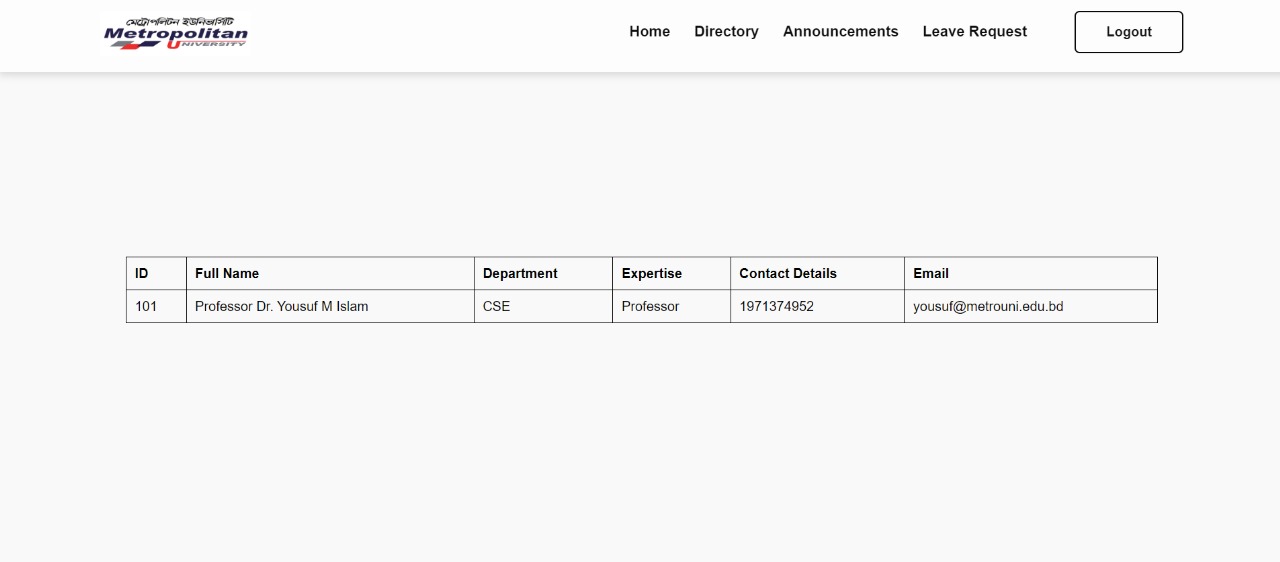 মেট্রোপলিটন ইউনিভার্সিটি
Metropolitan
UNIVERSITY
Home Directory Announcements Leave Request Logout
ID Full Name Department Expertise Contact Details Email
101 Professor Dr. Yousuf M Islam CSE Professor 1971374952 yousuf@metrouni.edu.bd